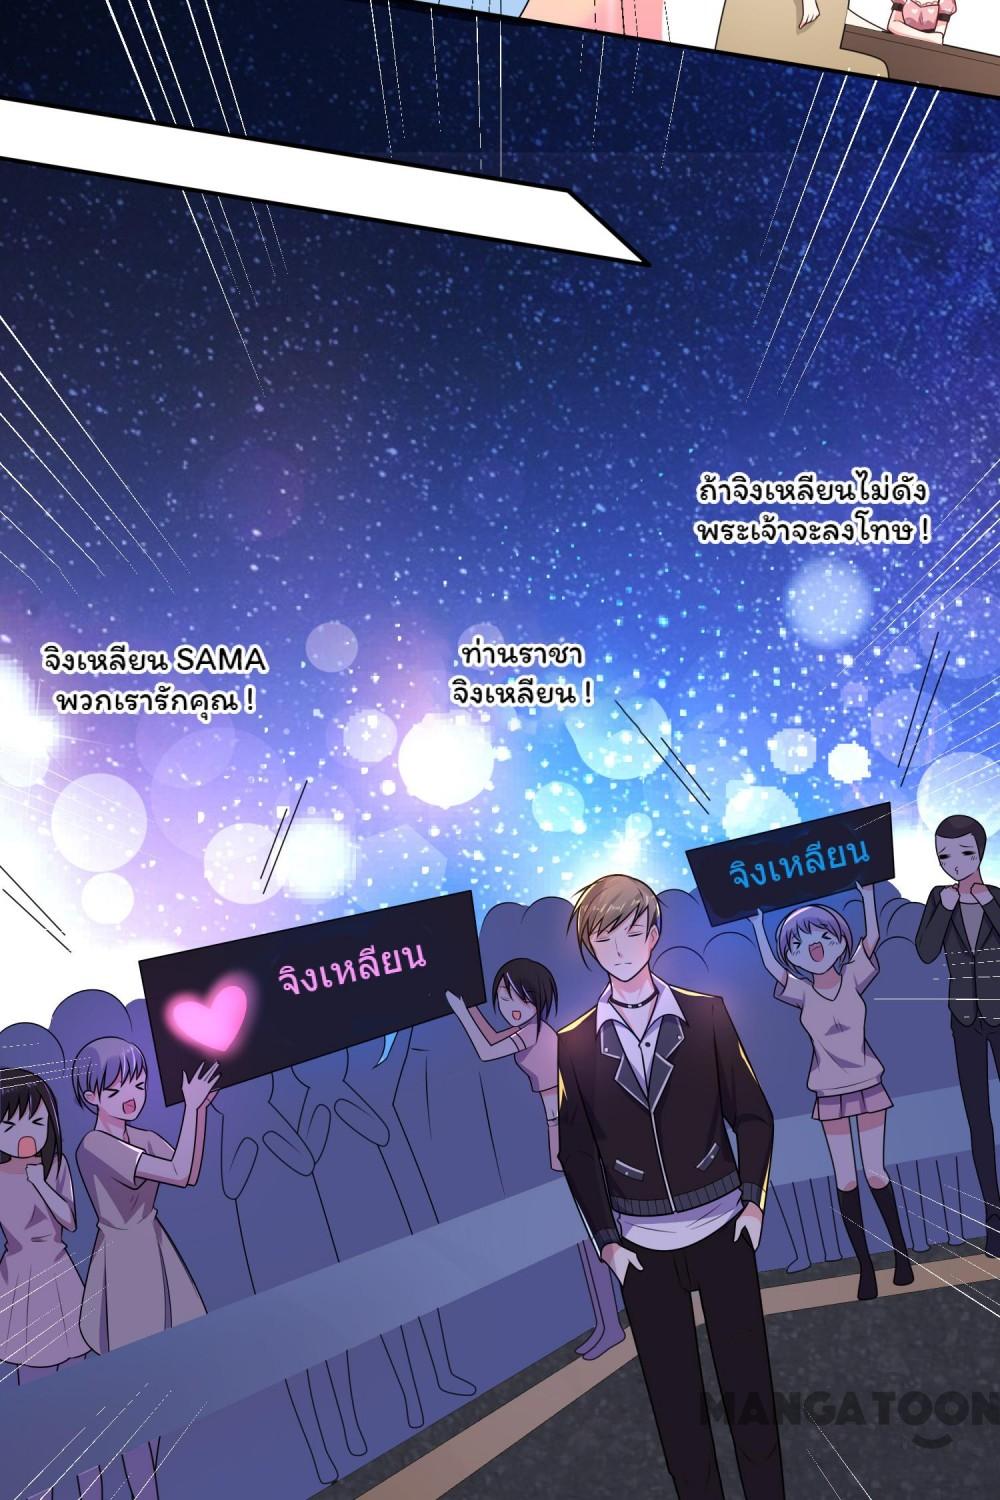 ถ้าจิงเหลียนไม่ดัง
พระเจ้าจะลงโทษ !
จิงเหลียน SAMA
พวกเรารักคุณ !
ท่านราชา
จิงเหลียน !
จิงเหลียน
จิงเหลียน
MANGATOON